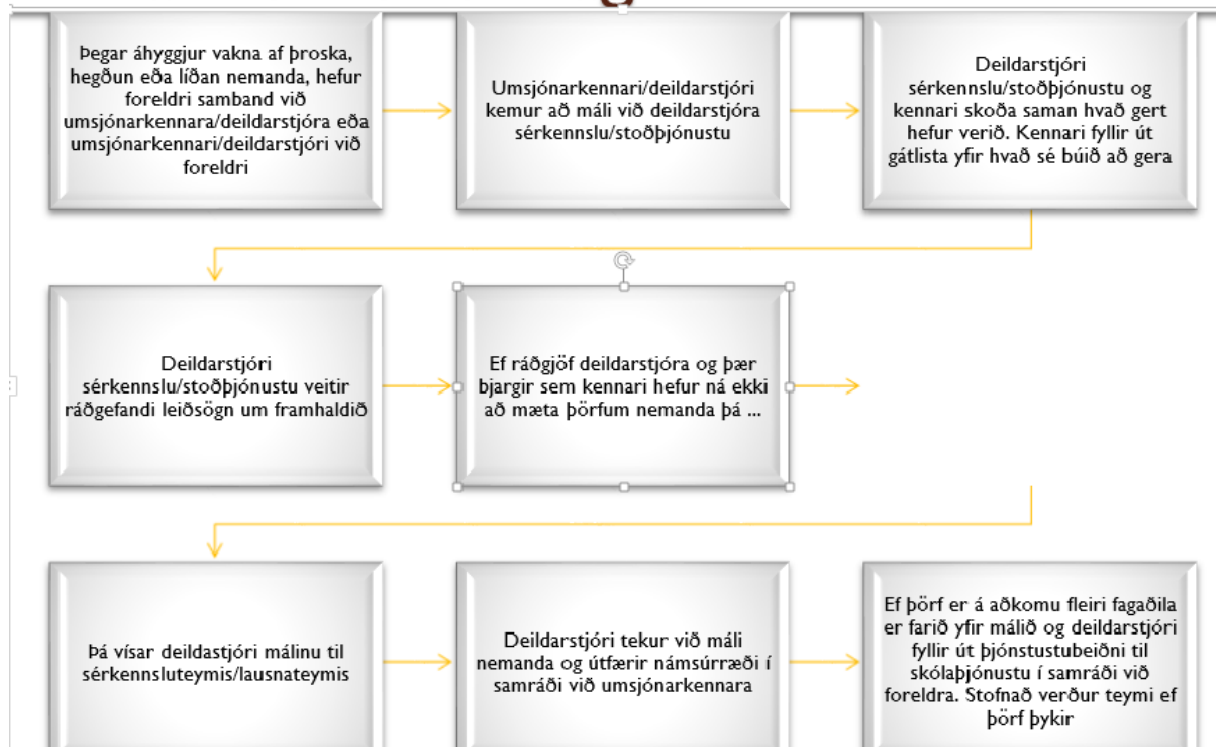 Þegar áhyggjur vakna af þroska,
hegðun eða líðan nemanda, hefur
foreldri samband við
umsjónarkennara/deildarstjóra eða
umsjónarkennari/deildarstjóri við
foreldri
Umsjónarkennari/deildarstjóri
kemur að máli við deildarstjóra
sérkennslu/stoðþjónustu
Deildarstjóri
sérkennslu/stoðþjónustu og
kennari skoða saman hvað gert
hefur verið. Kennari fyllir út
gátlista yfir hvað sé búið að gera
Deildarstjóri
sérkennslu/stoðþjónustu veitir
ráðgefandi leiðsögn um framhaldið
Ef ráðgjöf deildarstjóra og þær
bjargir sem kennari hefur ná ekki
að mæta þörfum nemanda þá ...
Þá vísar deildastjóri málinu til
sérkennsluteymis/lausnateymis
Deildarstjóri tekur við máli
nemanda og útfærir námsúrræði í
samráði við umsjónarkennara
Ef þörf er á aðkomu fleiri fagaðila
er farið yfir málið og deildarstjóri
fyllir út þjónstustubeiðni til
skólaþjónustu í samráði við
foreldra. Stofnað verður teymi ef
þörf þykir